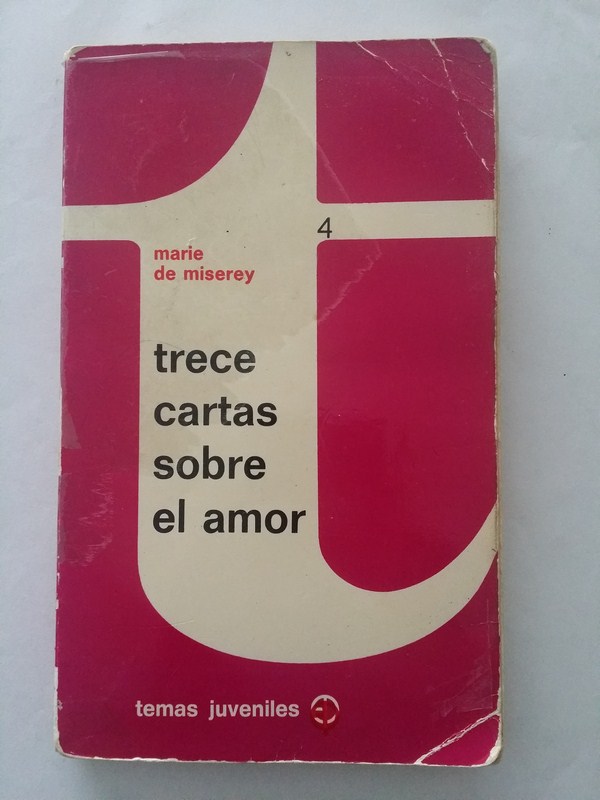 4
marie
de miserey
trece
cartas
sobre
el amor
temas juveniles